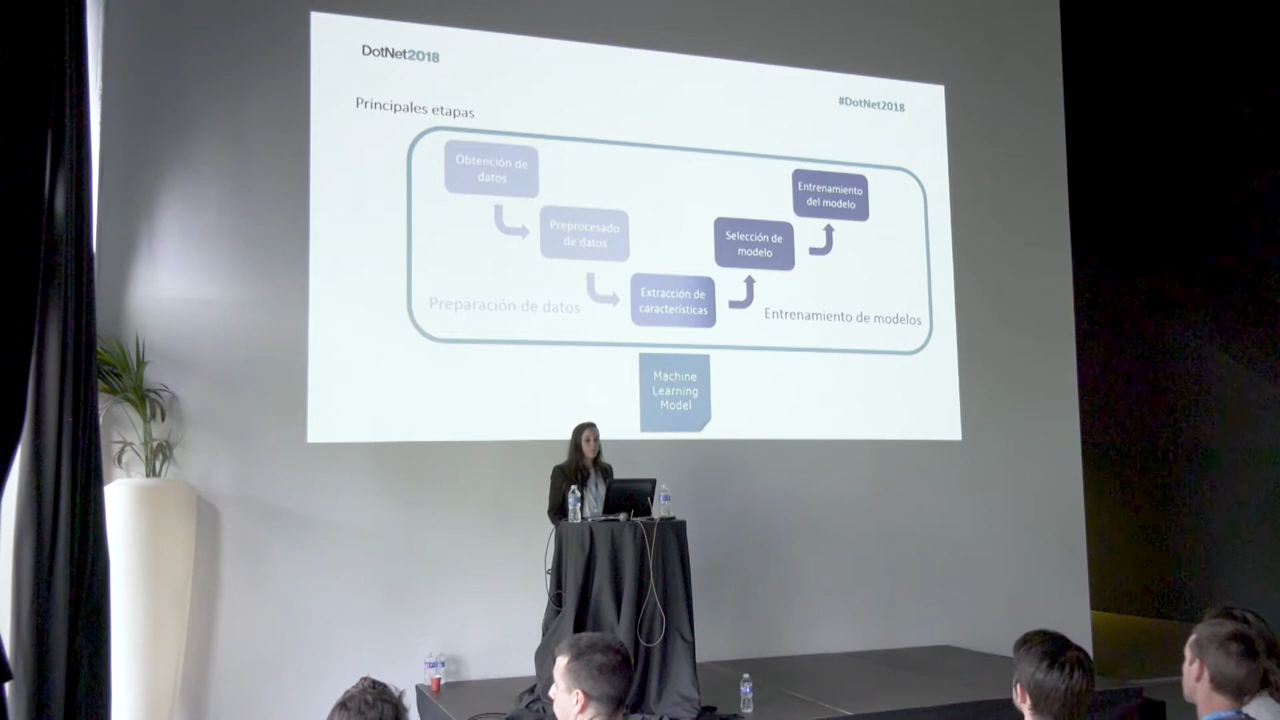 DotNet2018
#DotNet2018
Principales etapas
Obtención de
datos
Preprocesado
de datos
Extracción de
características
Selección de
modelo
Entrenamiento
del modelo
Preparación de datos
Entrenamiento de modelos
Machine
Learning
Model